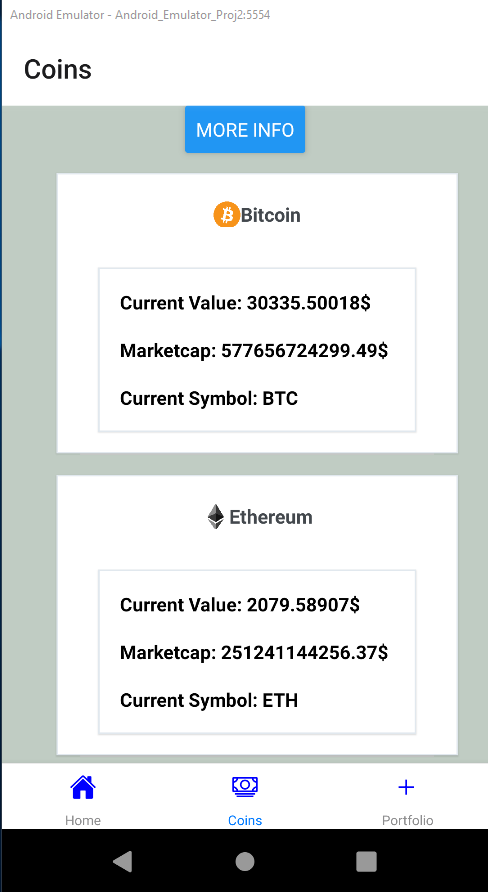 Android Emulator - Android_Emulator_Proj2:5554
Coins
MORE INFO
Bitcoin
Current Value: 30335.50018$
Marketcap: 577656724299.49$
Current Symbol: BTC
Ethereum
Current Value: 2079.58907$
Marketcap: 251241144256.37$
Current Symbol: ETH
Home Coins Portfolio